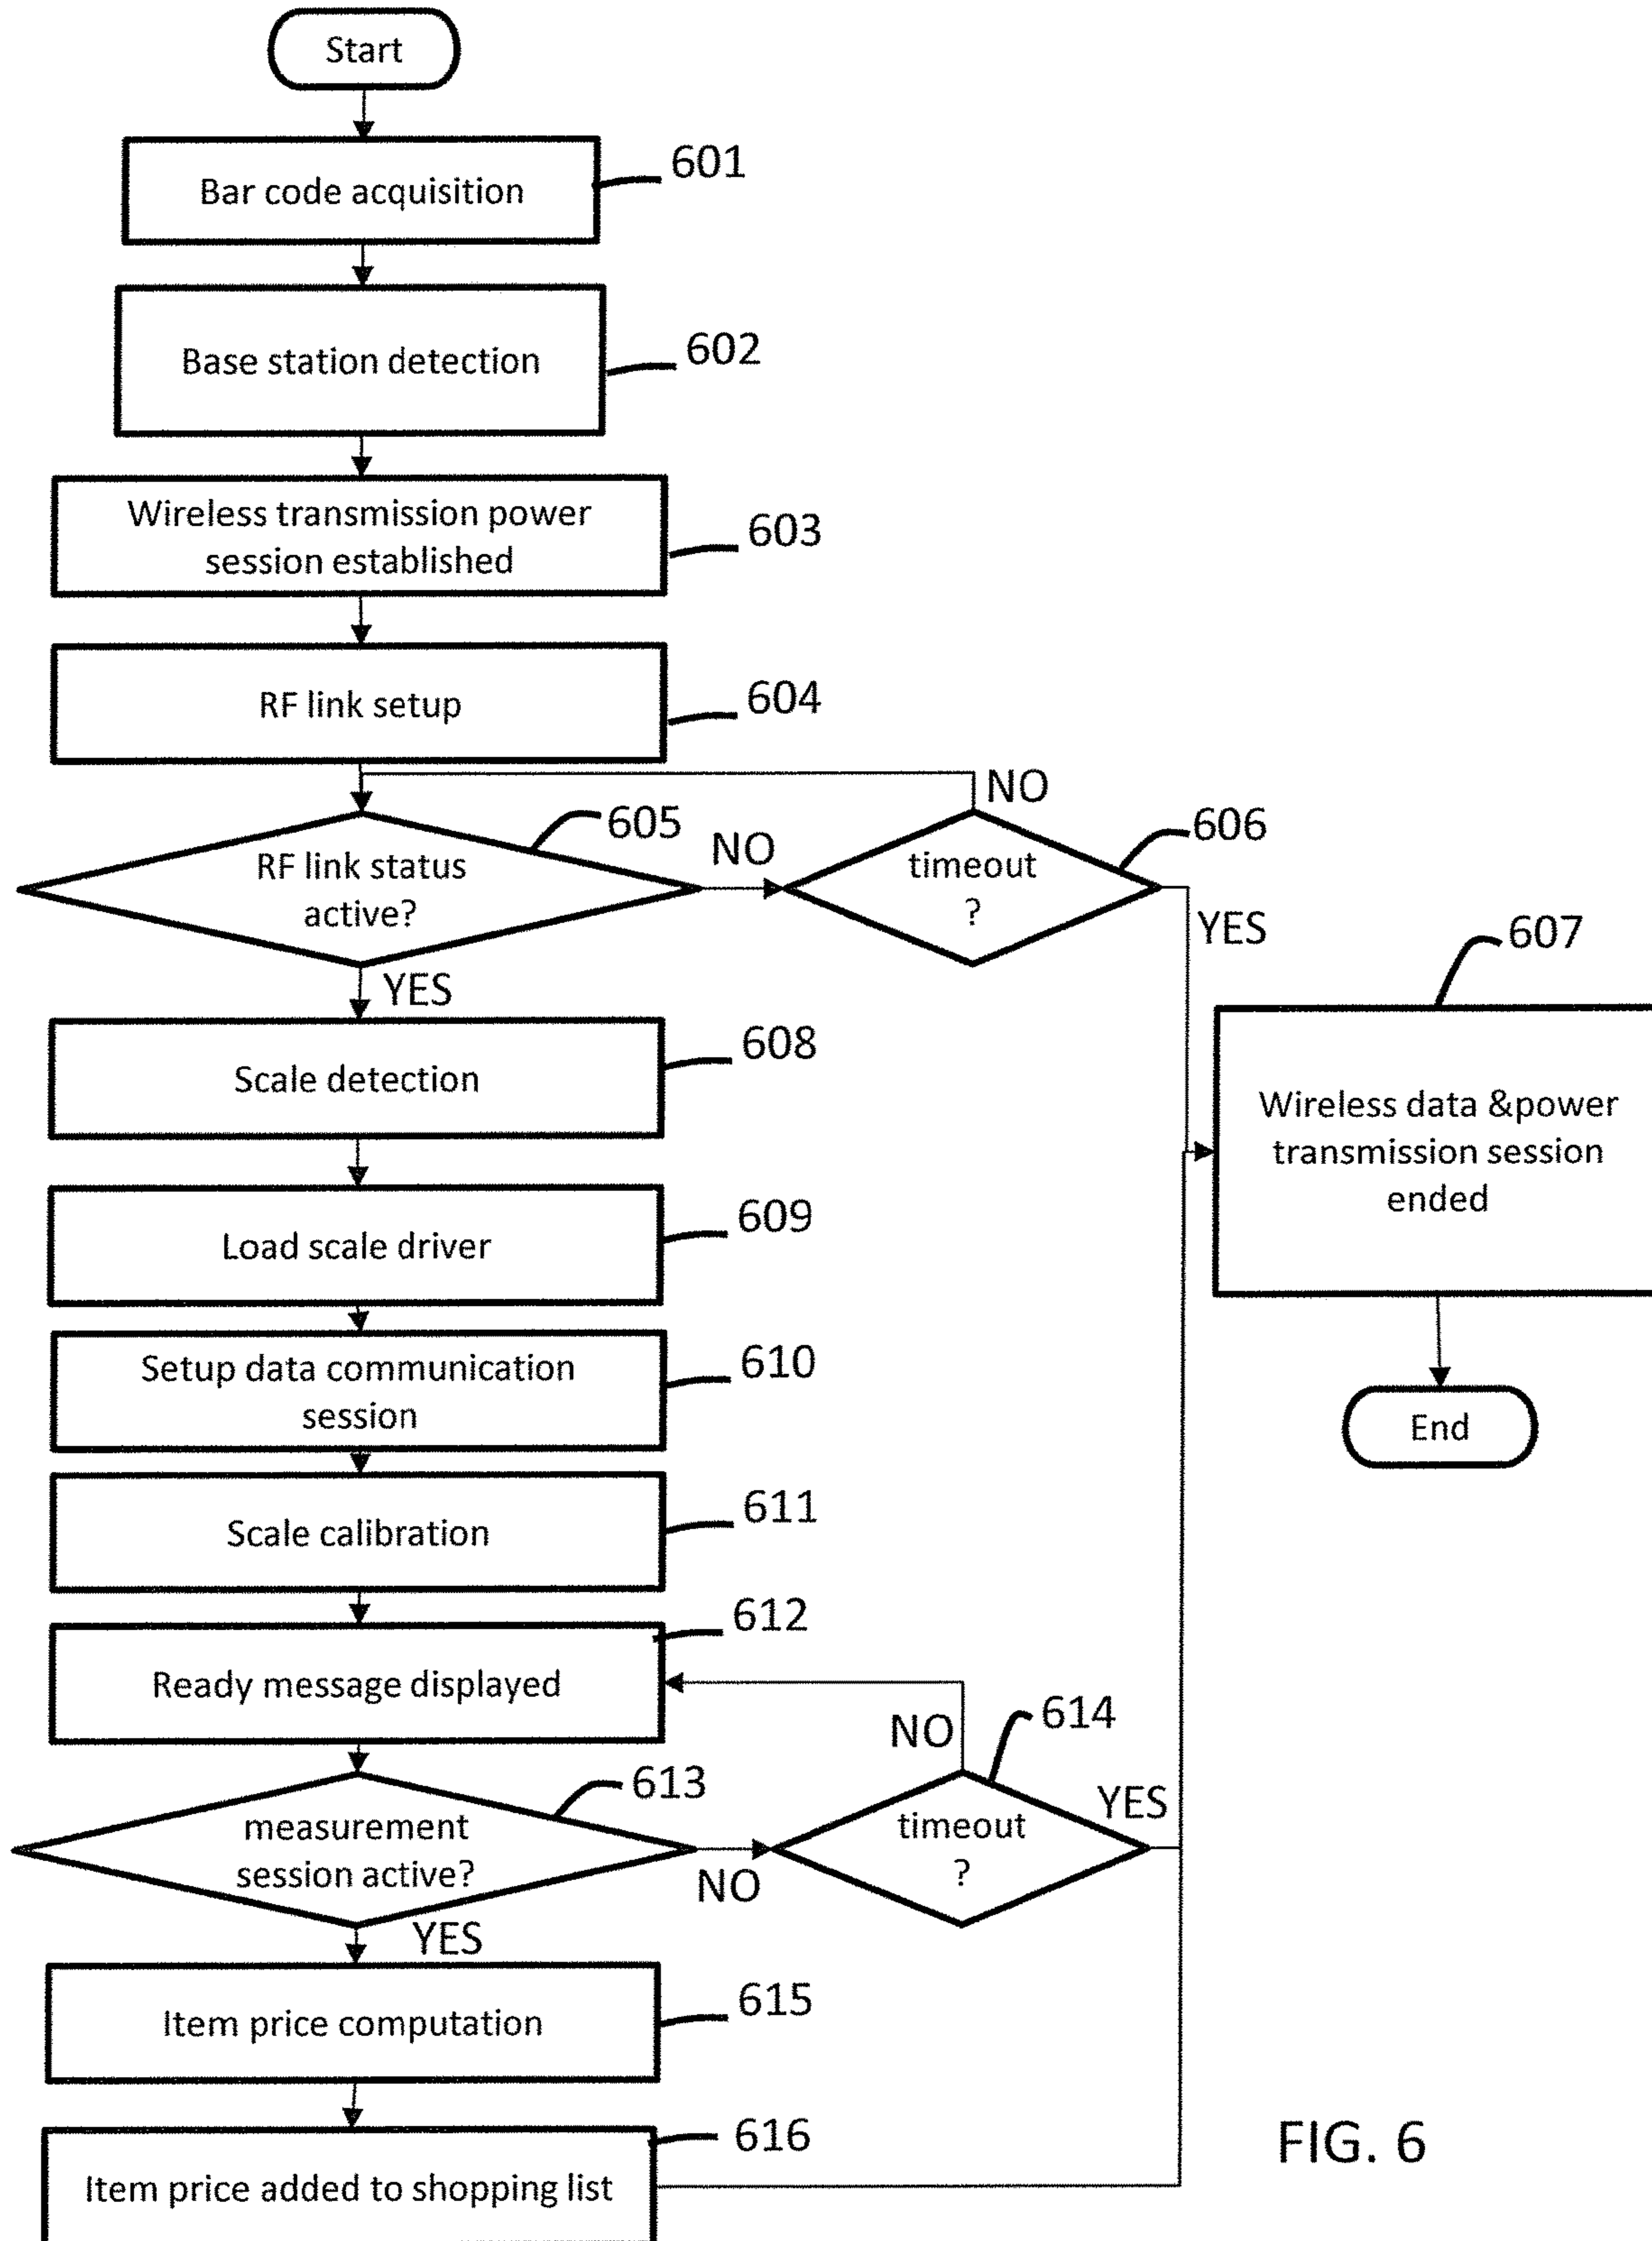 Start
Bar code acquisition
601
Base station detection
602
Wireless transmission power
session established
603
RF link setup
604
RF link status
active?
605
NO
timeout
?
606
NO
YES
607
Wireless data &power
transmission session
ended
End
YES
Scale detection
608
Load scale driver
609
Setup data communication
session
610
Scale calibration
611
Ready message displayed
612
measurement
session active?
613
NO
timeout
?
614
NO
YES
YES
Item price computation
615
Item price added to shopping list
616
FIG. 6